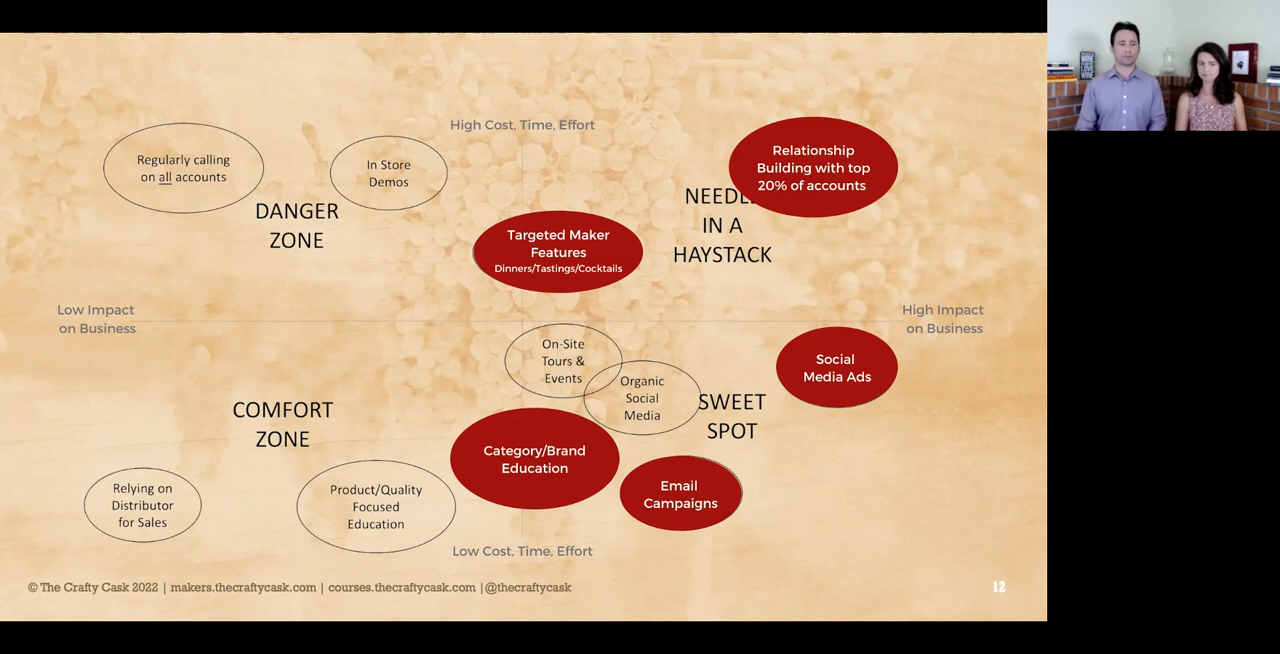 High Cost, Time, Effort
Regularly calling
on all accounts
In Store
Demos
DANGER
ZONE
Targeted Maker
Features
Dinners/Tastings/Cocktails
NEEDLE
IN A
HAYSTACK
Relationship
Building with top
20% of accounts
Low Impact
on Business
High Impact
on Business
On-Site
Tours &
Events
Organic
Social
Media
Social
Media Ads
COMFORT
ZONE
SWEET
SPOT
Category/Brand
Education
Email
Campaigns
Relying on
Distributor
for Sales
Product/Quality
Focused
Education
Low Cost, Time, Effort
© The Crafty Cask 2022 | makers.thecraftycask.com | courses.thecraftycask.com |@thecraftycask
12